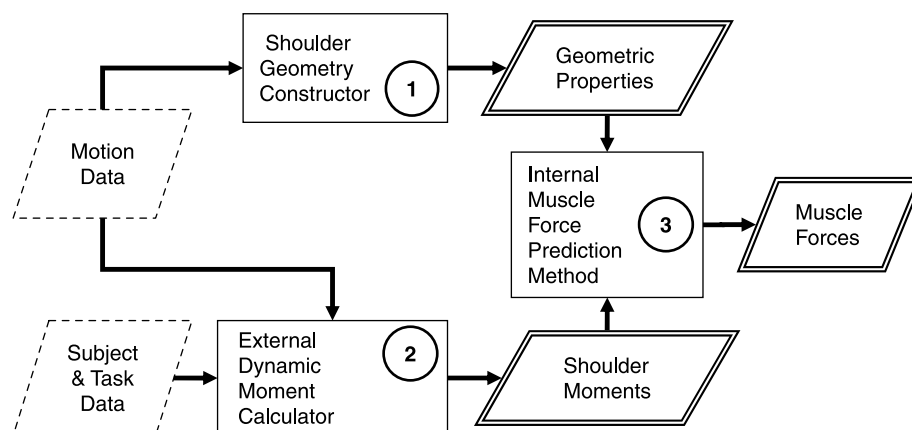 Shoulder
Geometry
Constructor
1
Geometric
Properties
Motion
Data
Internal
Muscle
Force
Prediction
Method
3
Muscle
Forces
Subject
& Task
Data
External
Dynamic
Moment
Calculator
2
Shoulder
Moments